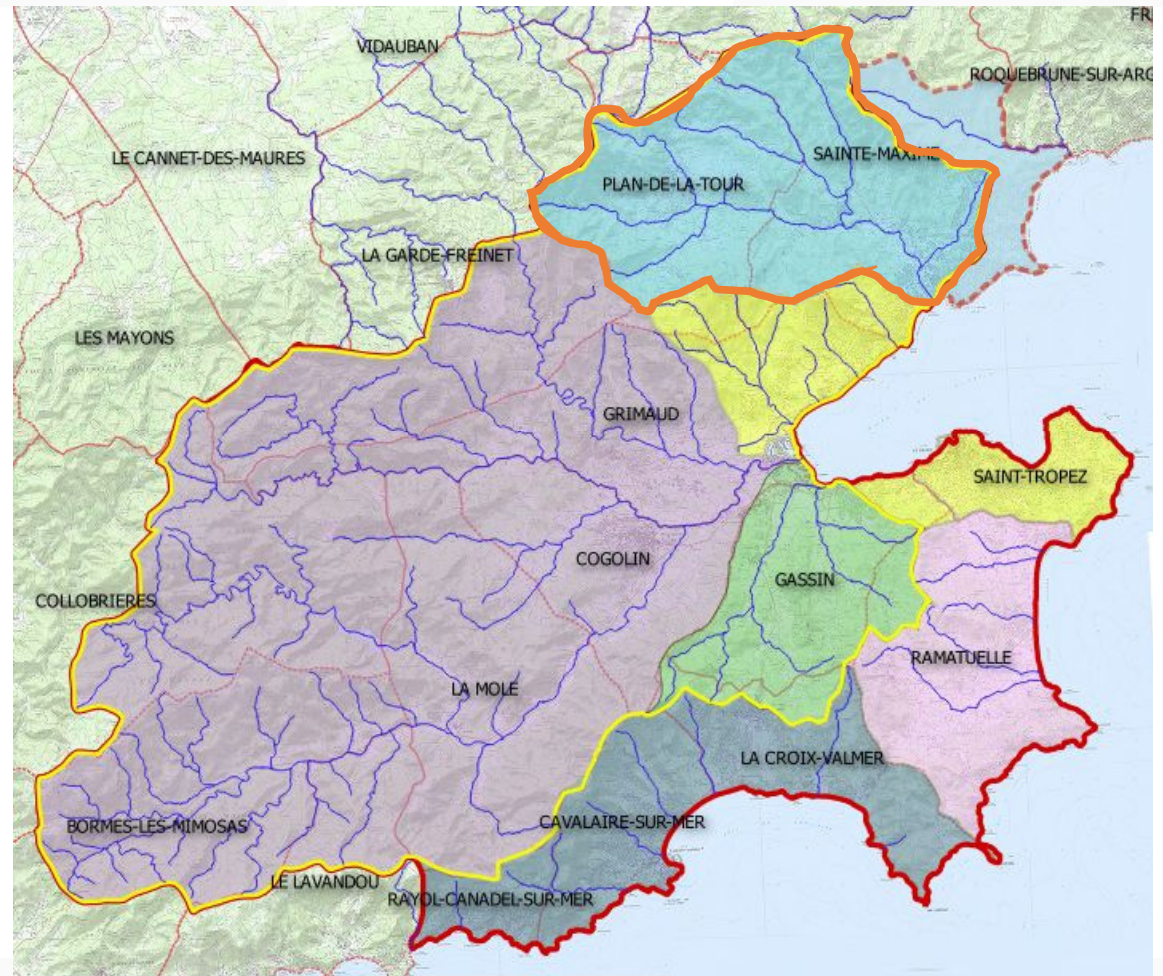 FR
VIDAUBAN
ROQUEBRUNE-SUR-ARG
LE CANNET-DES-MAURES
SAINTE-MAXIME
PLAN-DE-LA-TOUR
LA GARDE-FREINET
LES MAYONS
GRIMAUD
SAINT-TROPEZ
COGOLIN
GASSIN
COLLOBRIERES
RAMATUELLE
LA MOLE
LA CROIX-VALMER
CAVALAIRE-SUR-MER
BORMES-LES-MIMOSAS
LE LAVANDOU
RAYOL-CANADEL-SUR-MER